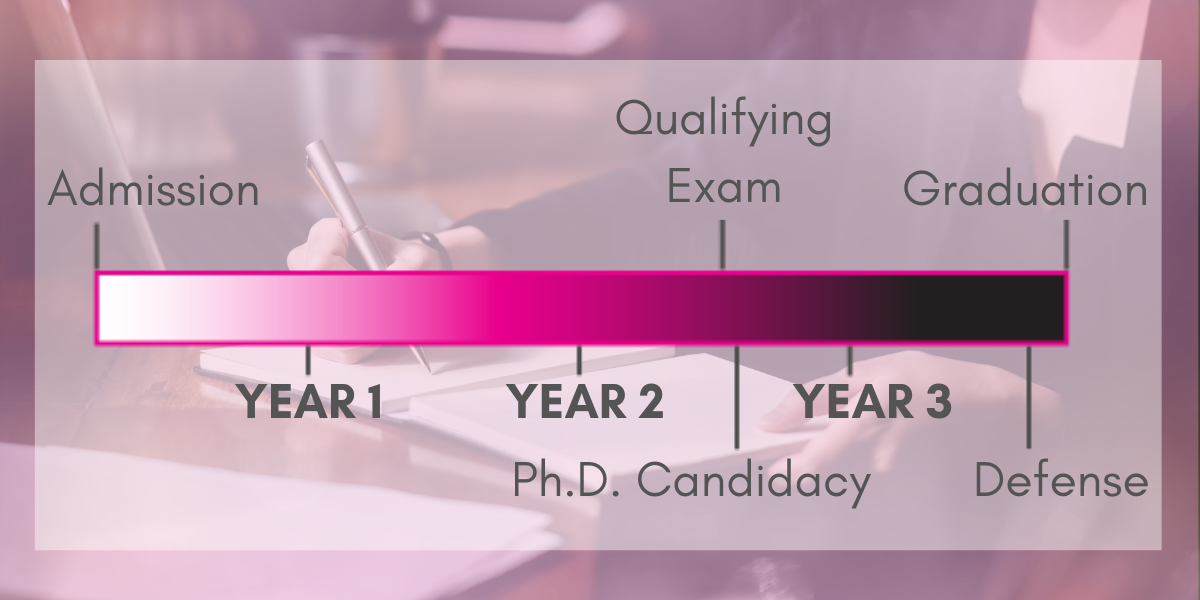 Qualifying
Admission
Exam
Graduation
YEAR 1
YEAR 2
YEAR 3
Ph.D. Candidacy
Defense